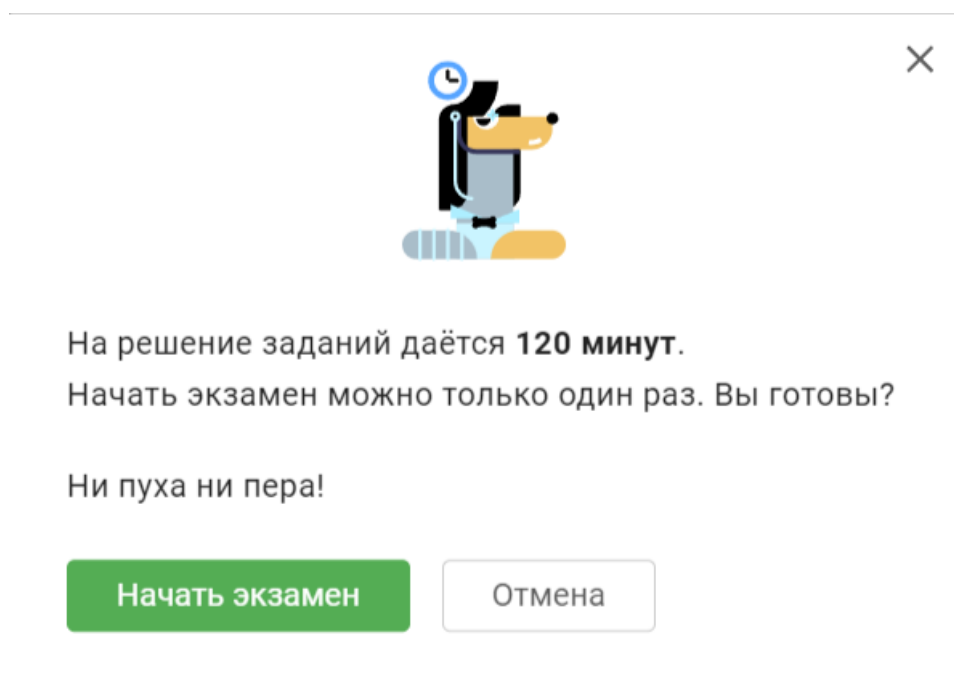 На решение заданий даётся 120 минут.
Начать экзамен можно только один раз. Вы готовы?
Ни пуха ни пера!
Начать экзамен
Отмена